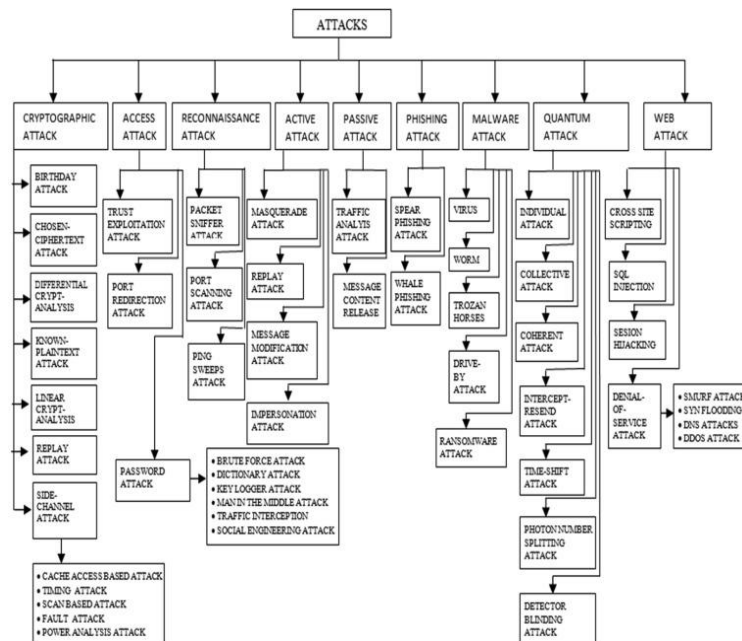 ATTACKS
CRYPTOGRAPHIC
ATTACK
ACCESS
ATTACK
RECONNAISSANCE
ATTACK
ACTIVE
ATTACK
PASSIVE
ATTACK
PHISHING
ATTACK
MALWARE
ATTACK
QUANTUM
ATTACK
WEB
ATTACK
BIRTHDAY
ATTACK
CHOSEN-
CIPHERTEXT
ATTACK
DIFFERENTIAL
CRYPT-
ANALYSIS
KNOWN-
PLAINTEXT
ATTACK
LINEAR
CRYPT-
ANALYSIS
REPLAY
ATTACK
SIDE-
CHANNEL
ATTACK
• CACHE ACCESS BASED ATTACK
• TIMING ATTACK
• SCAN BASED ATTACK
• FAULT ATTACK
• POWER ANALYSIS ATTACK
TRUST
EXPLOITATION
ATTACK
PORT
REDIRECTION
ATTACK
PASSWORD
ATTACK
• BRUTE FORCE ATTACK
• DICTIONARY ATTACK
• KEY LOGGER ATTACK
• MAN IN THE MIDDLE ATTACK
• TRAFFIC INTERCEPTION
• SOCIAL ENGINEERING ATTACK
PACKET
SNIFFER
ATTACK
PORT
SCANNING
ATTACK
PING
SWEEPS
ATTACK
MASQUERADE
ATTACK
REPLAY
ATTACK
MESSAGE
MODIFICATION
ATTACK
IMPERSONATION
ATTACK
TRAFFIC
ANALYIS
ATTACK
MESSAGE
CONTENT
RELEASE
SPEAR
PHISHING
ATTACK
WHALE
PHISHING
ATTACK
VIRUS
WORM
TROZAN
HORSES
DRIVE-
BY ATTACK
RANSOMWARE
ATTACK
INDIVIDUAL
ATTACK
COLLECTIVE
ATTACK
COHERENT
ATTACK
INTERCEPT-
RESEND
ATTACK
TIME-SHIFT
ATTACK
PHOTON NUMBER
SPLITTING
ATTACK
DETECTOR
BLINDING
ATTACK
CROSS SITE
SCRIPTING
SQL
INJECTION
SESION
HIJACKING
DENIAL-
OF-
SERVICE
ATTACK
• SMURF ATTACK
• SYN FLOODING
• DNS ATTACKS
• DDOS ATTACK